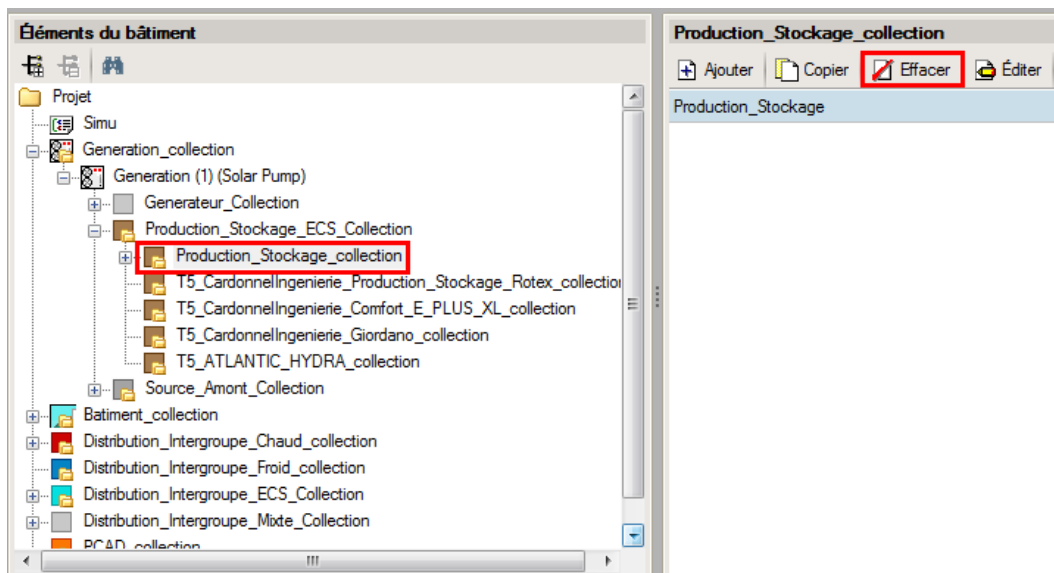 Éléments du bâtiment
Projet
Simu
Generation_collection
Generation (1) (Solar Pump)
Generateur_Collection
Production_Stockage_ECS_Collection
Production_Stockage_collection
T5_CardonnelIngenierie_Production_Stockage_Rotex_collection
T5_CardonnelIngenierie_Comfort_E_PLUS_XL_collection
T5_CardonnelIngenierie_Giordano_collection
T5_ATLANTIC_HYDRA_collection
Source_Amont_Collection
Batiment_collection
Distribution_Intergroupe_Chaud_collection
Distribution_Intergroupe_Froid_collection
Distribution_Intergroupe_ECS_Collection
Distribution_Intergroupe_Mixte_Collection
PCAD_collection
Production_Stockage_collection
Ajouter Copier Effacer Éditer
Production_Stockage